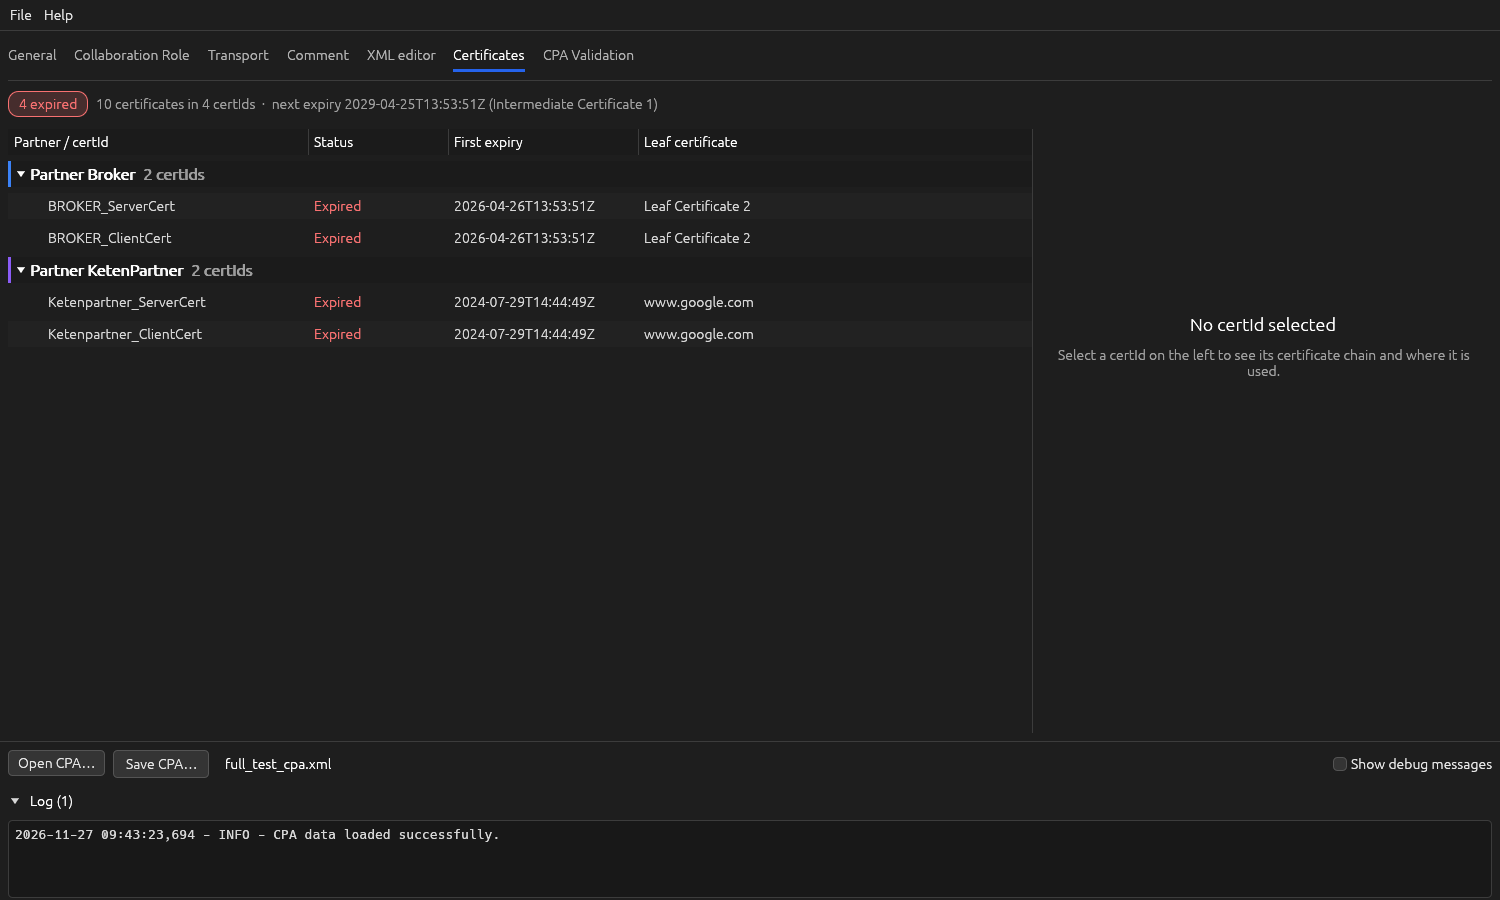 File Help
General Collaboration Role Transport Comment XML editor Certificates CPA Validation
4 expired 10 certificates in 4 certIds · next expiry 2029-04-25T13:53:51Z (Intermediate Certificate 1)
Partner / certId Status First expiry Leaf certificate
Partner Broker 2 certIds
BROKER_ServerCert Expired 2026-04-26T13:53:51Z Leaf Certificate 2
BROKER_ClientCert Expired 2026-04-26T13:53:51Z Leaf Certificate 2
Partner KetenPartner 2 certIds
Ketenpartner_ServerCert Expired 2024-07-29T14:44:49Z www.google.com
Ketenpartner_ClientCert Expired 2024-07-29T14:44:49Z www.google.com
No certId selected
Select a certId on the left to see its certificate chain and where it is
used.
Open CPA... Save CPA... full_test_cpa.xml Show debug messages
Log (1)
2026-11-27 09:43:23,694 - INFO - CPA data loaded successfully.